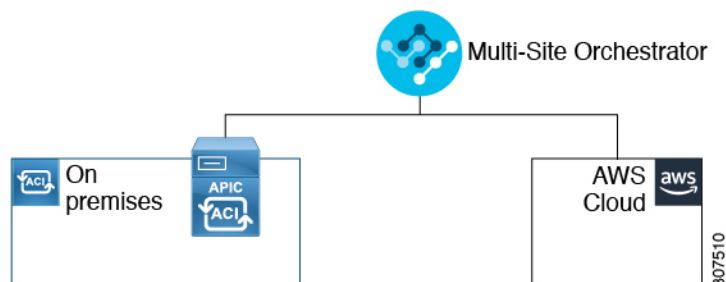 Multi-Site Orchestrator
ACI
On
premises
APIC
ACI
AWS
Cloud
aws
307510